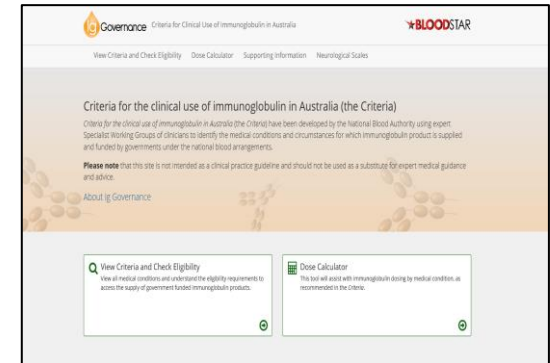 ig Governance Criteria for Clinical Use of Immunoglobulin in Australia
BLOODSTAR
View Criteria and Check Eligibility Dose Calculator Supporting Information Neurological Scales
Criteria for the clinical use of immunoglobulin in Australia (the Criteria)
Criteria for the clinical use of immunoglobulin in Australia (the Criteria) have been developed by the National Blood Authority using expert
Specialist Working Groups of clinicians to identify the medical conditions and circumstances for which immunoglobulin product is supplied
and funded by governments under the national blood arrangements.
Please note that this site is not intended as a clinical practice guideline and should not be used as a substitute for expert medical guidance
and advice.
About Ig Governance
View Criteria and Check Eligibility
View all medical conditions and understand the eligibility requirements to
access the supply of government funded immunoglobulin products.
Dose Calculator
This tool will assist with immunoglobulin dosing by medical condition, as
recommended in the Criteria.